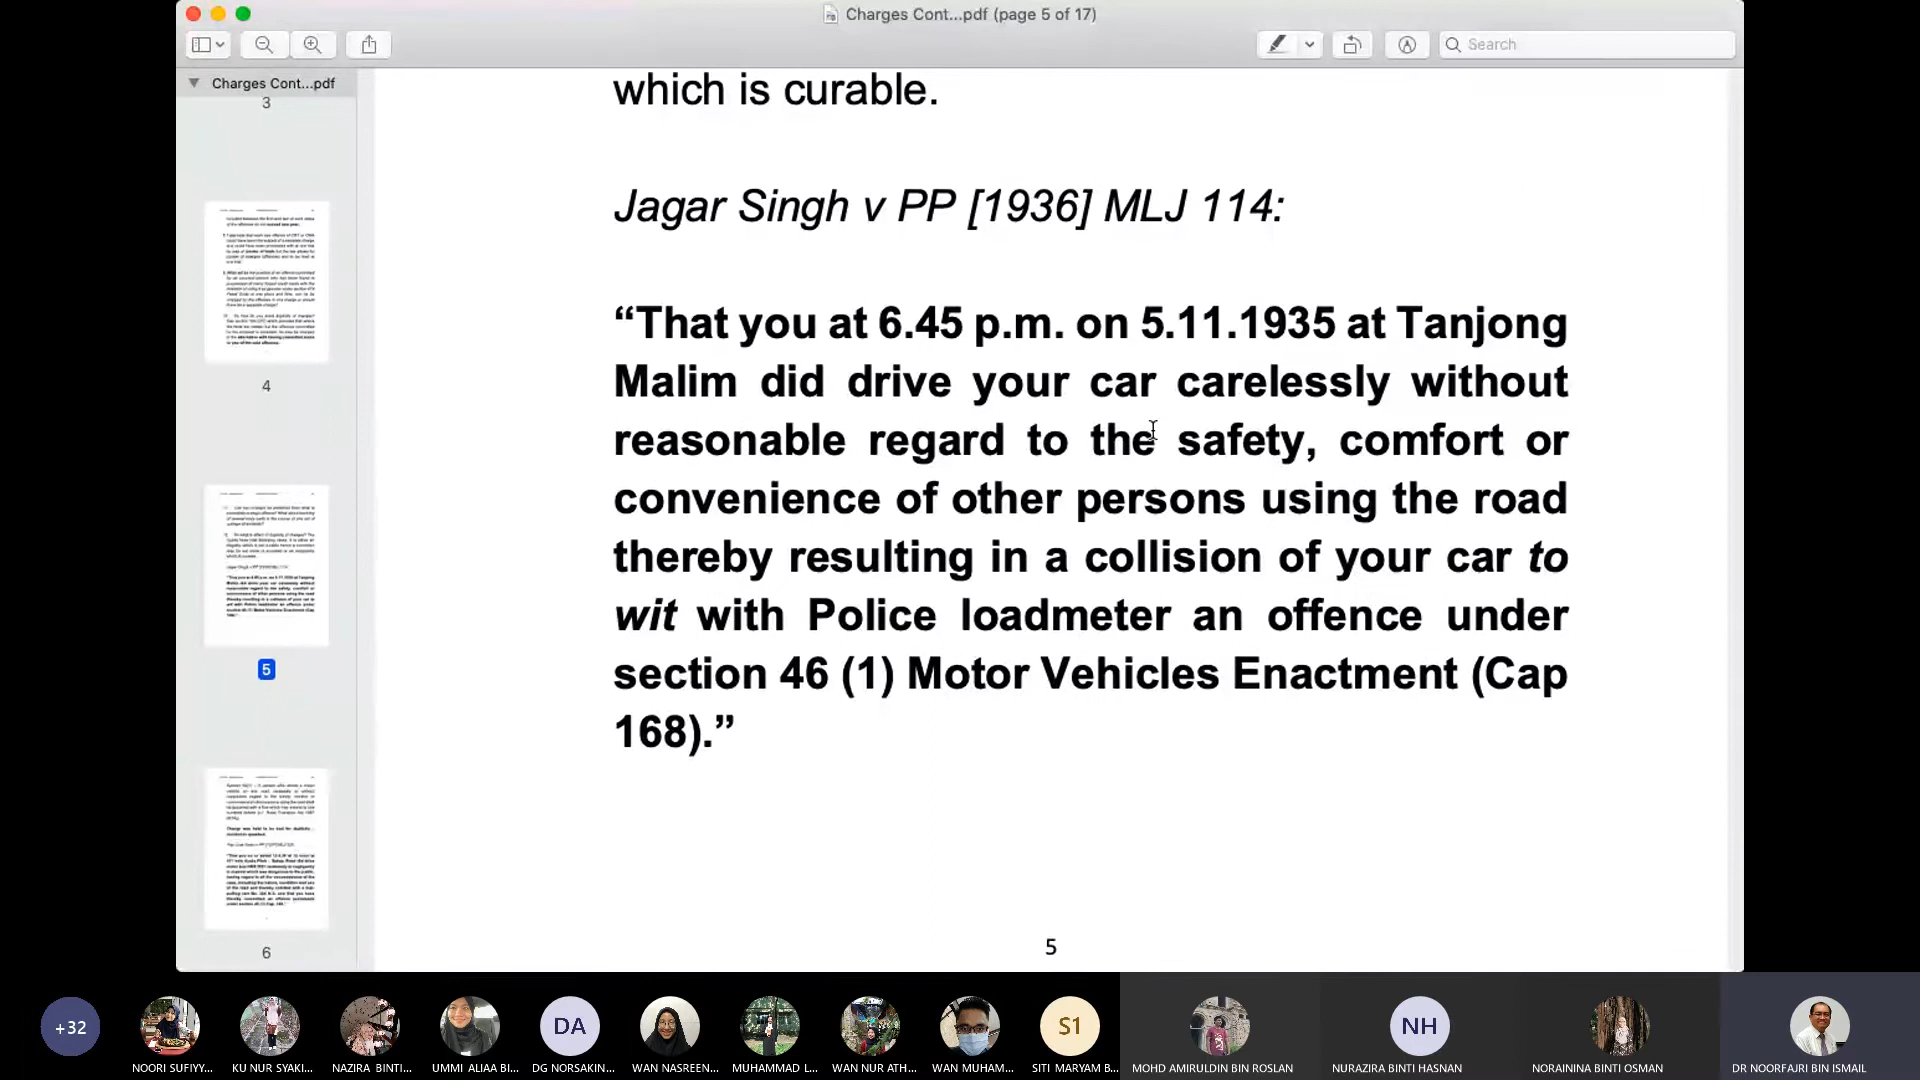 Charges Cont...pdf (page 5 of 17)
Search
Charges Cont...pdf
3
4
5
6
which is curable.
Jagar Singh v PP [1936] MLJ 114:
“That you at 6.45 p.m. on 5.11.1935 at Tanjong
Malim did drive your car carelessly without
reasonable regard to the safety, comfort or
convenience of other persons using the road
thereby resulting in a collision of your car to
wit with Police loadmeter an offence under
section 46 (1) Motor Vehicles Enactment (Cap
168).”
5
+32
DA
S1
NH
NOORI SUFIYY...
KU NUR SYAKI...
NAZIRA BINTI...
UMMI ALIAA BI...
DG NORSAKIN...
WAN NASREEN...
MUHAMMAD L...
WAN NUR ATH...
WAN MUHAM...
SITI MARYAM B...
MOHD AMIRULDIN BIN ROSLAN
NURAZIRA BINTI HASNAN
NORAININA BINTI OSMAN
DR NOORFAJRI BIN ISMAIL